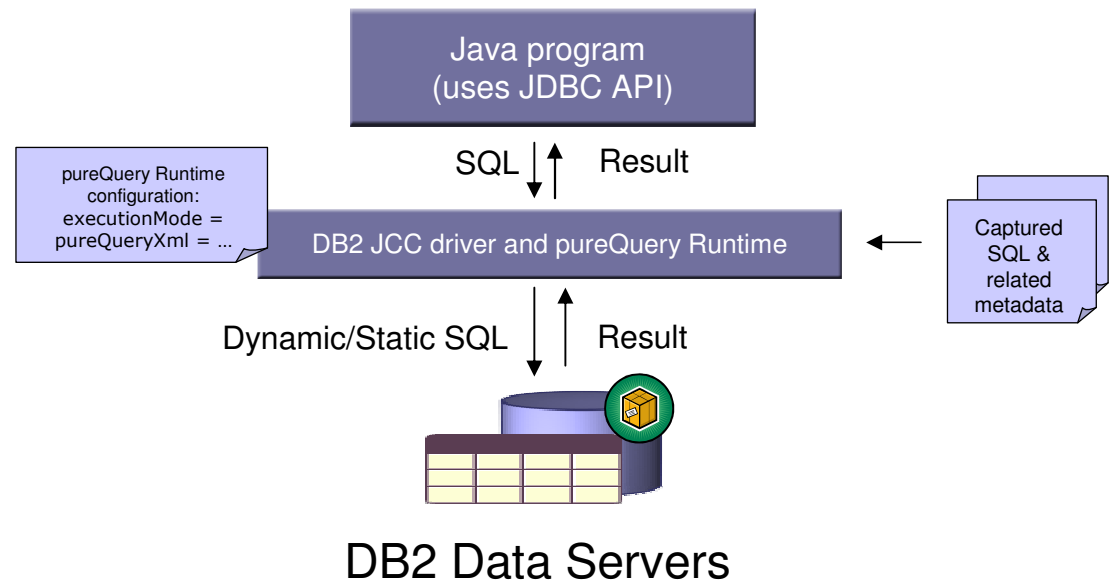 Java program
(uses JDBC API)
SQL
Result
pureQuery Runtime
configuration:
executionMode =
pureQueryXml = ...
DB2 JCC driver and pureQuery Runtime
Captured
SQL &
related
metadata
Dynamic/Static SQL
Result
DB2 Data Servers